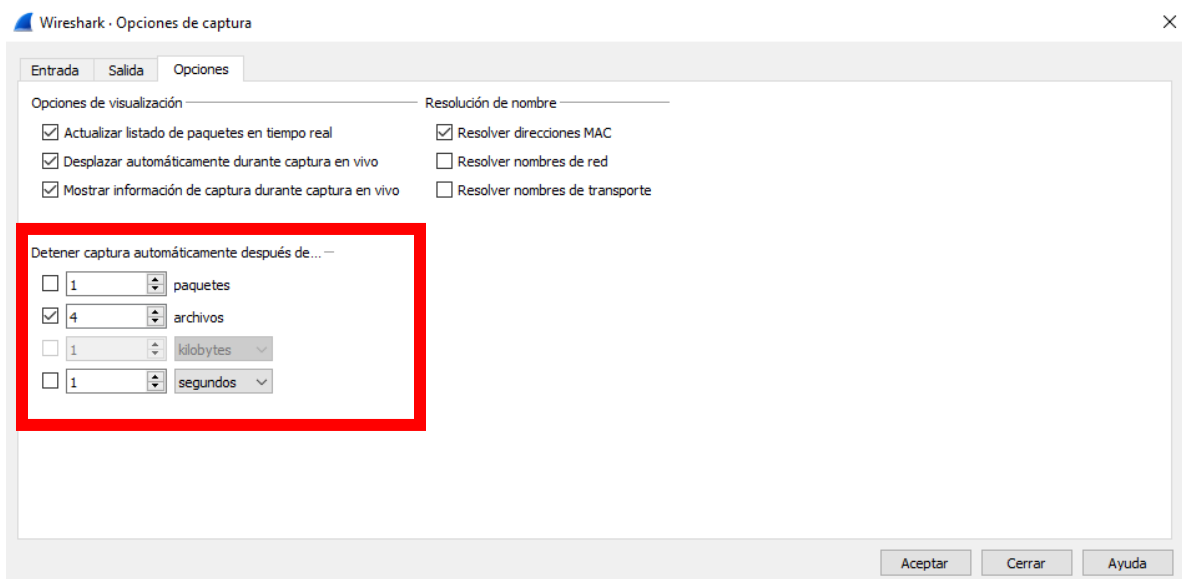 Wireshark · Opciones de captura
Entrada Salida Opciones
Opciones de visualización Resolución de nombre
Actualizar listado de paquetes en tiempo real Resolver direcciones MAC
Desplazar automáticamente durante captura en vivo Resolver nombres de red
Mostrar información de captura durante captura en vivo Resolver nombres de transporte
Detener captura automáticamente después de...
1 paquetes
4 archivos
1 kilobytes
1 segundos
Aceptar Cerrar Ayuda